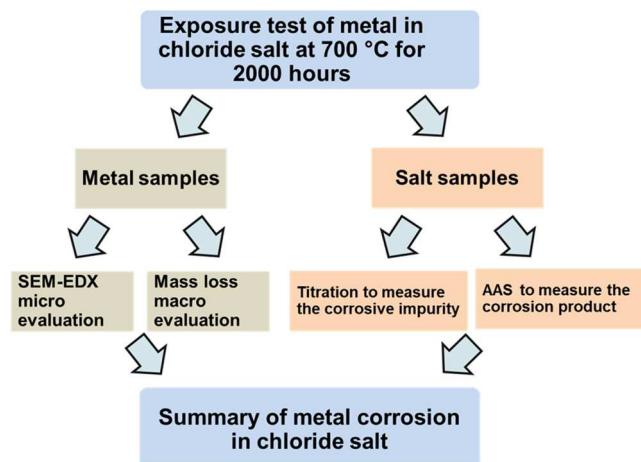 Exposure test of metal in
chloride salt at 700 °C for
2000 hours
Metal samples
Salt samples
SEM-EDX
micro
evaluation
Mass loss
macro
evaluation
Titration to measure
the corrosive impurity
AAS to measure the
corrosion product
Summary of metal corrosion
in chloride salt